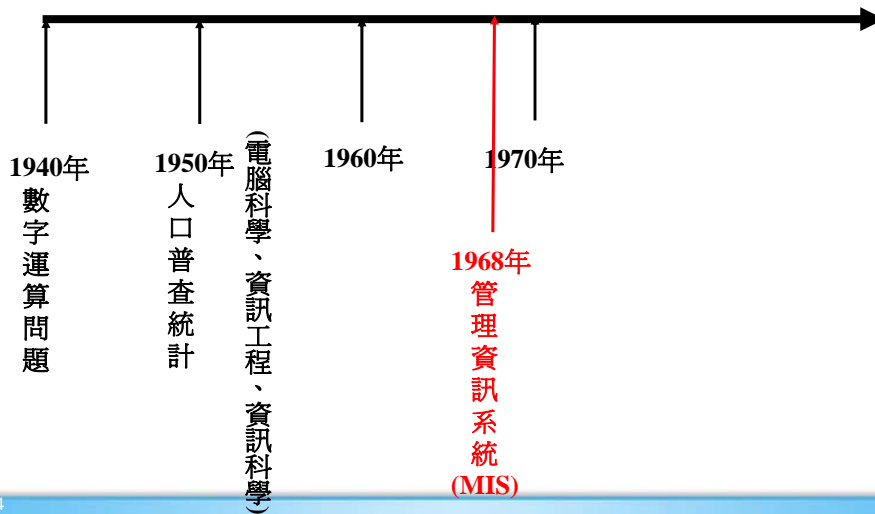 1940年
數字運算問題
1950年
人口普查統計
(電腦科學、資訊工程、資訊科學)
1960年
1970年
1968年
管理資訊系統
(MIS)
4